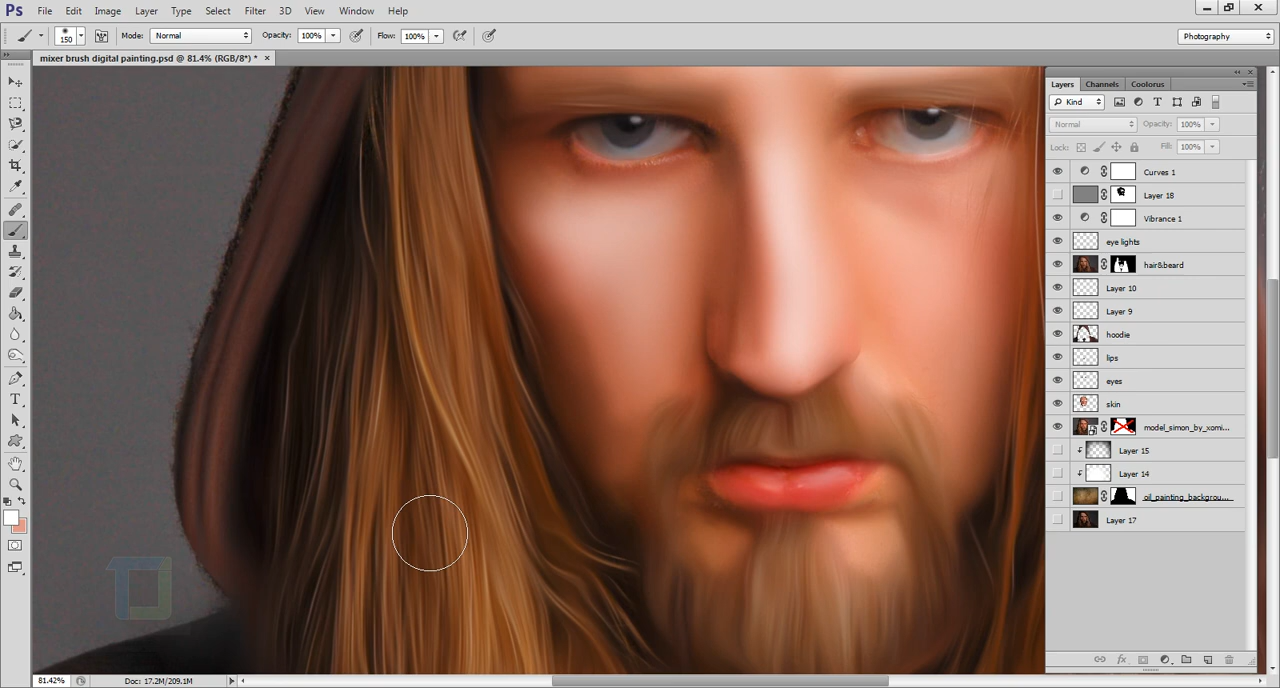 Ps File Edit Image Layer Type Select Filter 3D View Window Help
150 Mode: Normal Opacity: 100% Flow: 100% Photography
mixer brush digital painting.psd @ 81.4% (RGB/8*) * ×
Layers Channels Coolorus
Kind
Normal Opacity: 100%
Lock: Fill: 100%
Curves 1
Layer 18
Vibrance 1
eye lights
hair&beard
Layer 10
Layer 9
hoodie
lips
eyes
skin
model_simon_by_xomi...
Layer 15
Layer 14
oil_painting_backgrou...
Layer 17
81.42% Doc: 17.2M/209.1M